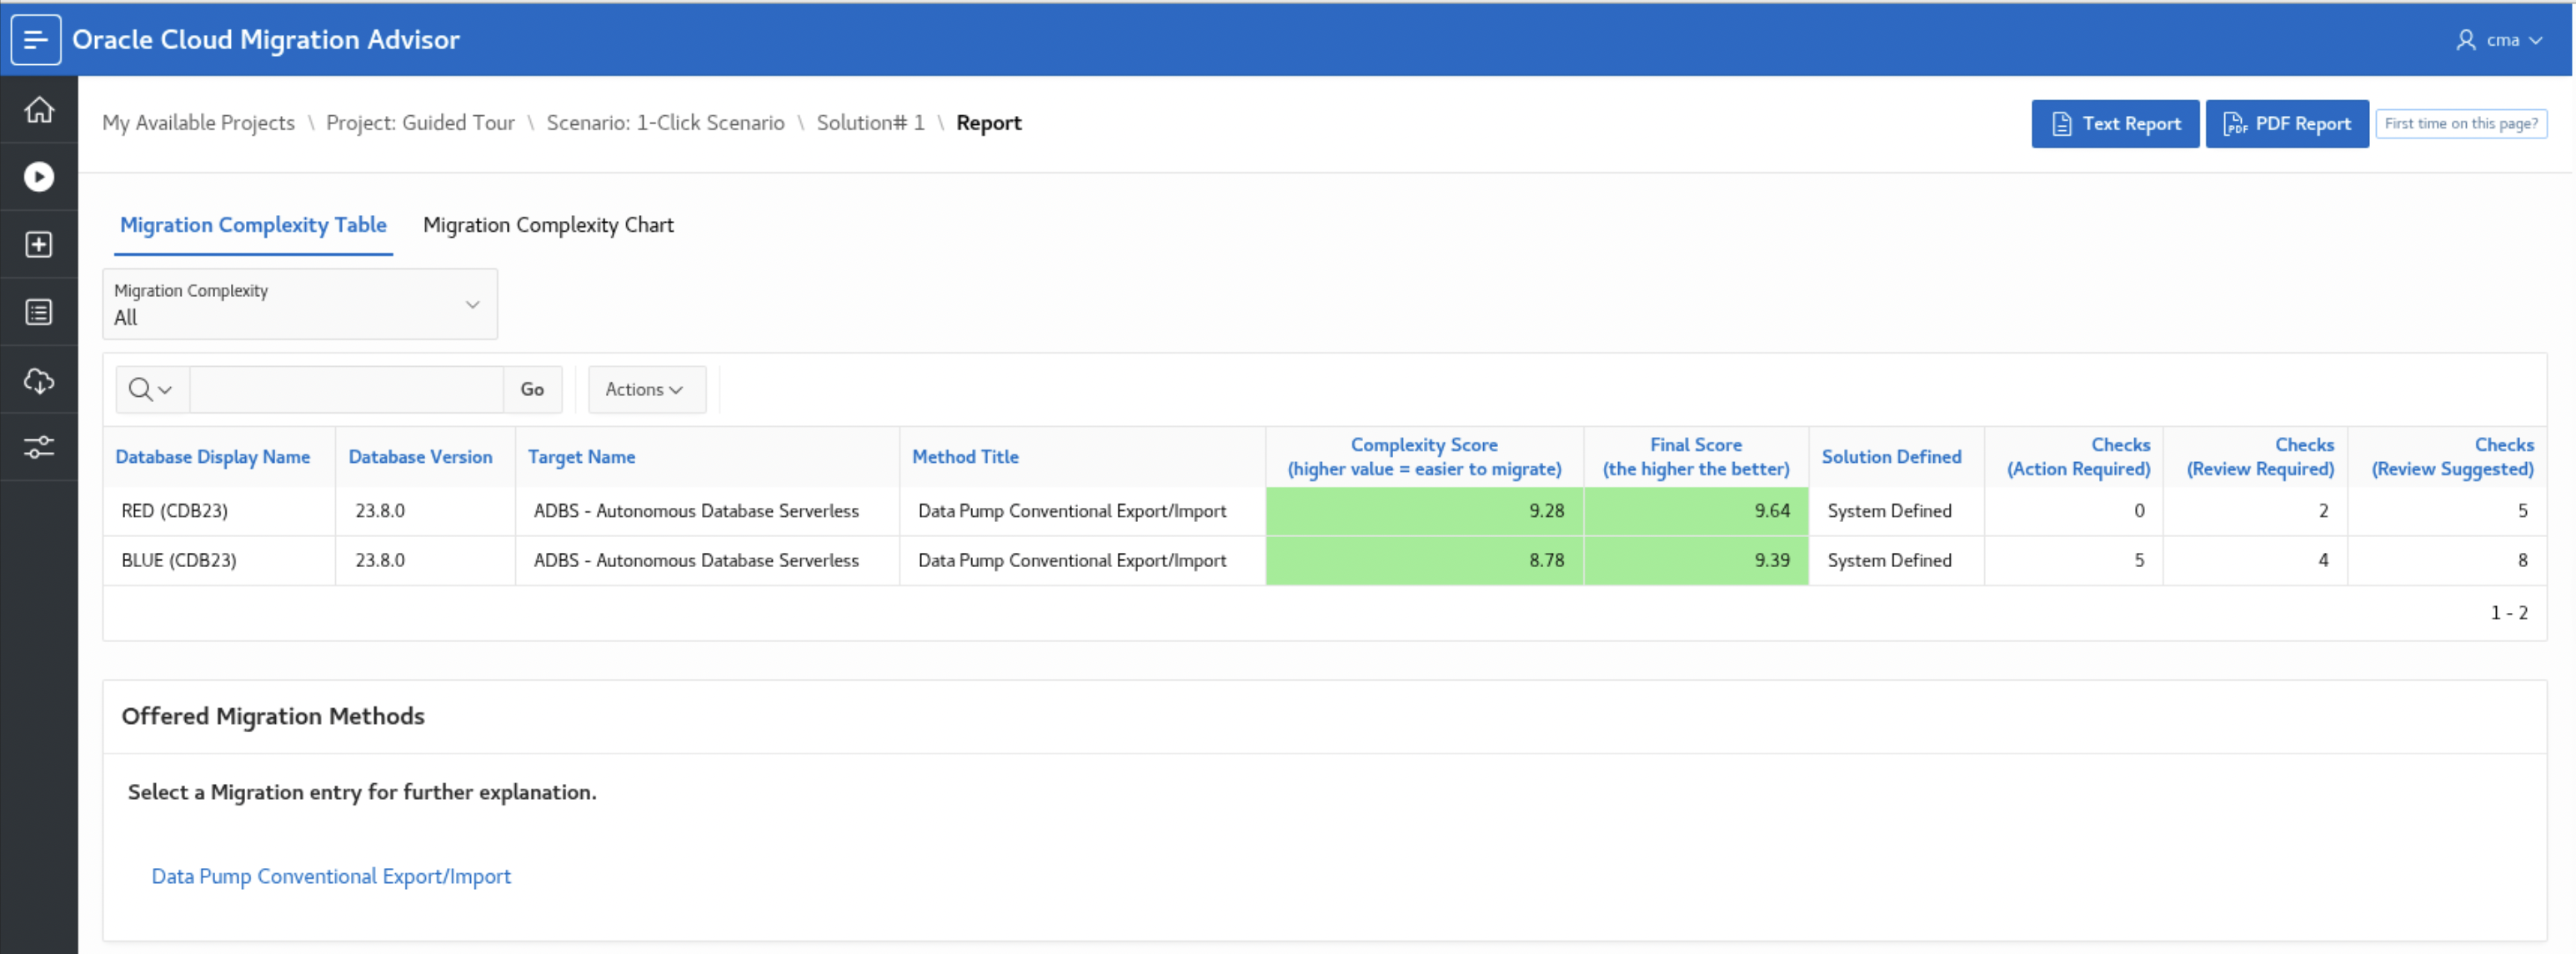 Oracle Cloud Migration Advisor
cma
My Available Projects \ Project: Guided Tour \ Scenario: 1-Click Scenario \ Solution# 1 \ Report
Text Report
PDF Report
First time on this page?
Migration Complexity Table
Migration Complexity Chart
Migration Complexity
All
Go
Actions
Database Display Name Database Version Target Name Method Title Complexity Score (higher value = easier to migrate) Final Score (the higher the better) Solution Defined Checks (Action Required) Checks (Review Required) Checks (Review Suggested)
RED (CDB23) 23.8.0 ADBS - Autonomous Database Serverless Data Pump Conventional Export/Import 9.28 9.64 System Defined 0 2 5
BLUE (CDB23) 23.8.0 ADBS - Autonomous Database Serverless Data Pump Conventional Export/Import 8.78 9.39 System Defined 5 4 8
1 - 2
Offered Migration Methods
Select a Migration entry for further explanation.
Data Pump Conventional Export/Import